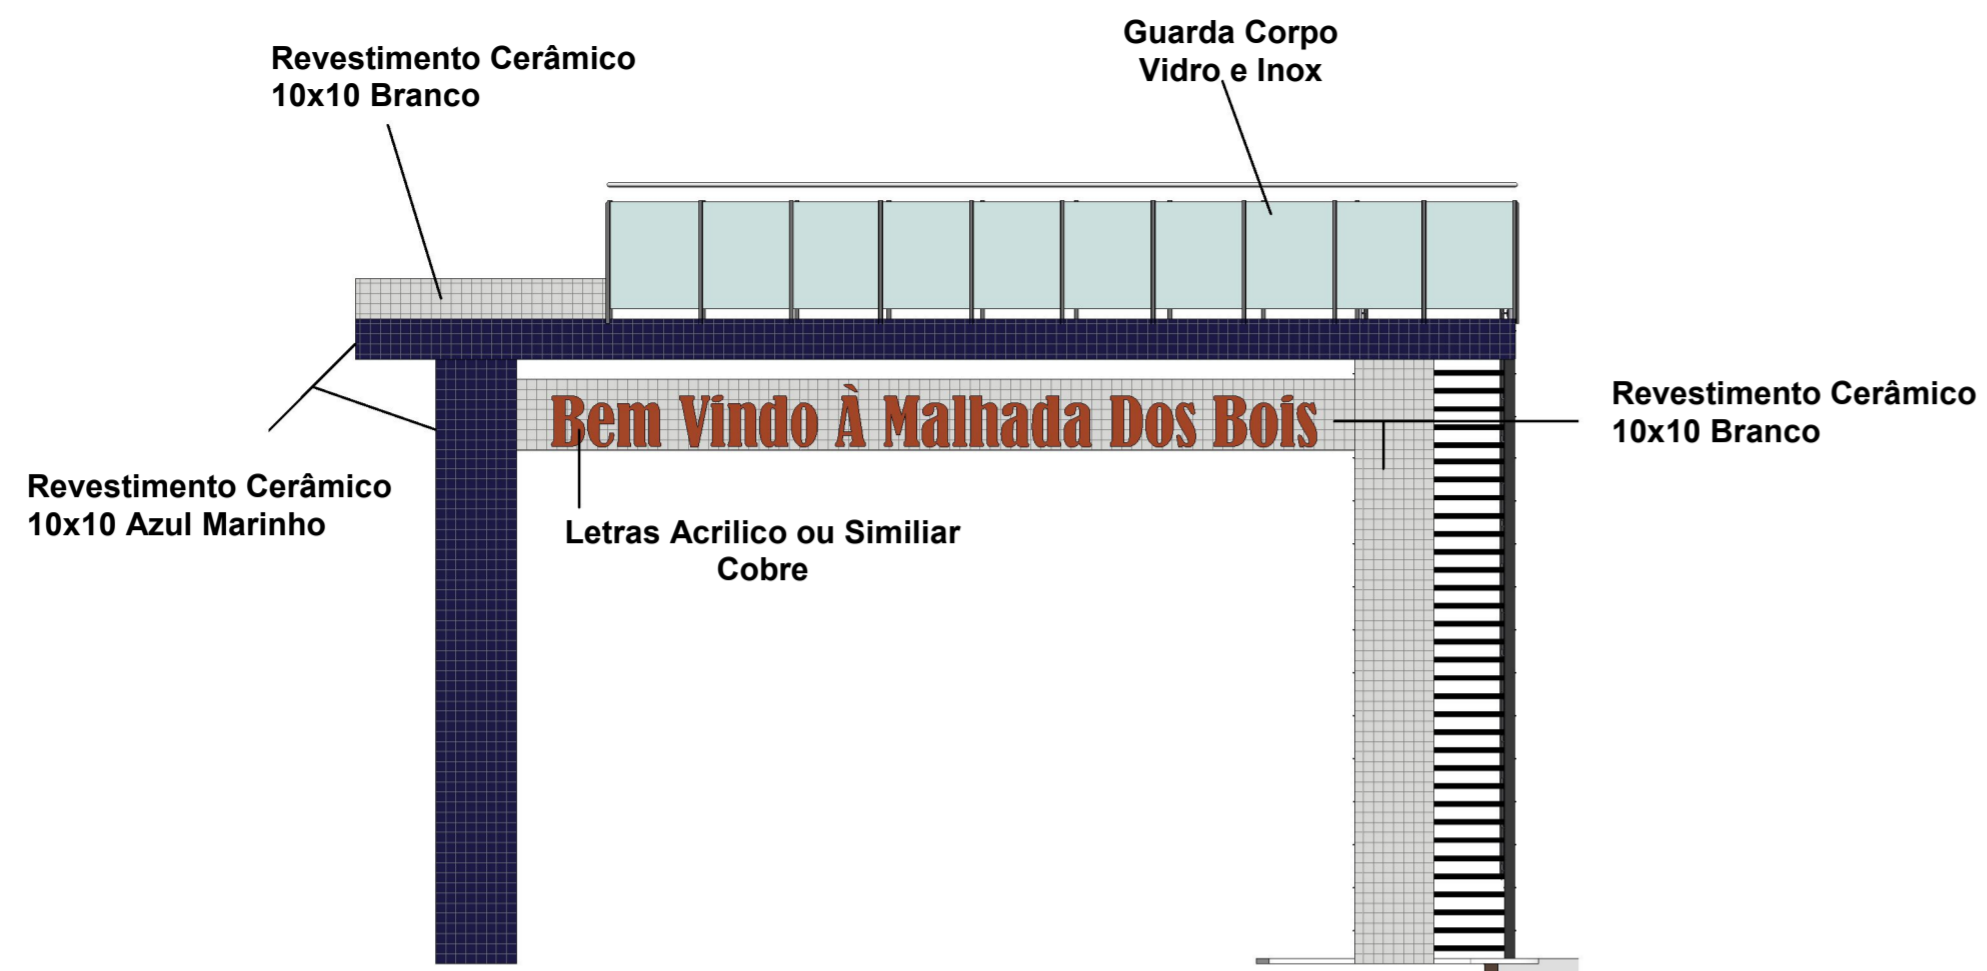 Guarda Corpo
Vidro e Inox
Revestimento Cerâmico
10x10 Branco
Bem Vindo À Malhada Dos Bois
Revestimento Cerâmico
10x10 Branco
Revestimento Cerâmico
10x10 Azul Marinho
Letras Acrilico ou Similiar
Cobre